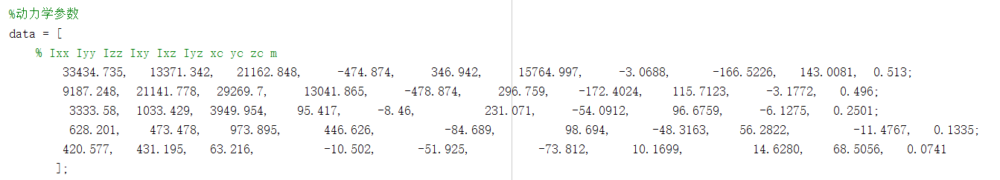 %动力学参数
data = [
% Ixx Iyy Izz Ixy Ixz Iyz xc yc zc m
33434.735, 13371.342, 21162.848, -474.874, 346.942, 15764.997, -3.0688, -166.5226, 143.0081, 0.513;
9187.248, 21141.778, 29269.7, 13041.865, -478.874, 296.759, -172.4024, 115.7123, -3.1772, 0.496;
3333.58, 1033.429, 3949.954, 95.417, -8.46, 231.071, -54.0912, 96.6759, -6.1275, 0.2501;
628.201, 473.478, 973.895, 446.626, -84.689, 98.694, -48.3163, 56.2822, -11.4767, 0.1335;
420.577, 431.195, 63.216, -10.502, -51.925, -73.812, 10.1699, 14.6280, 68.5056, 0.0741
];